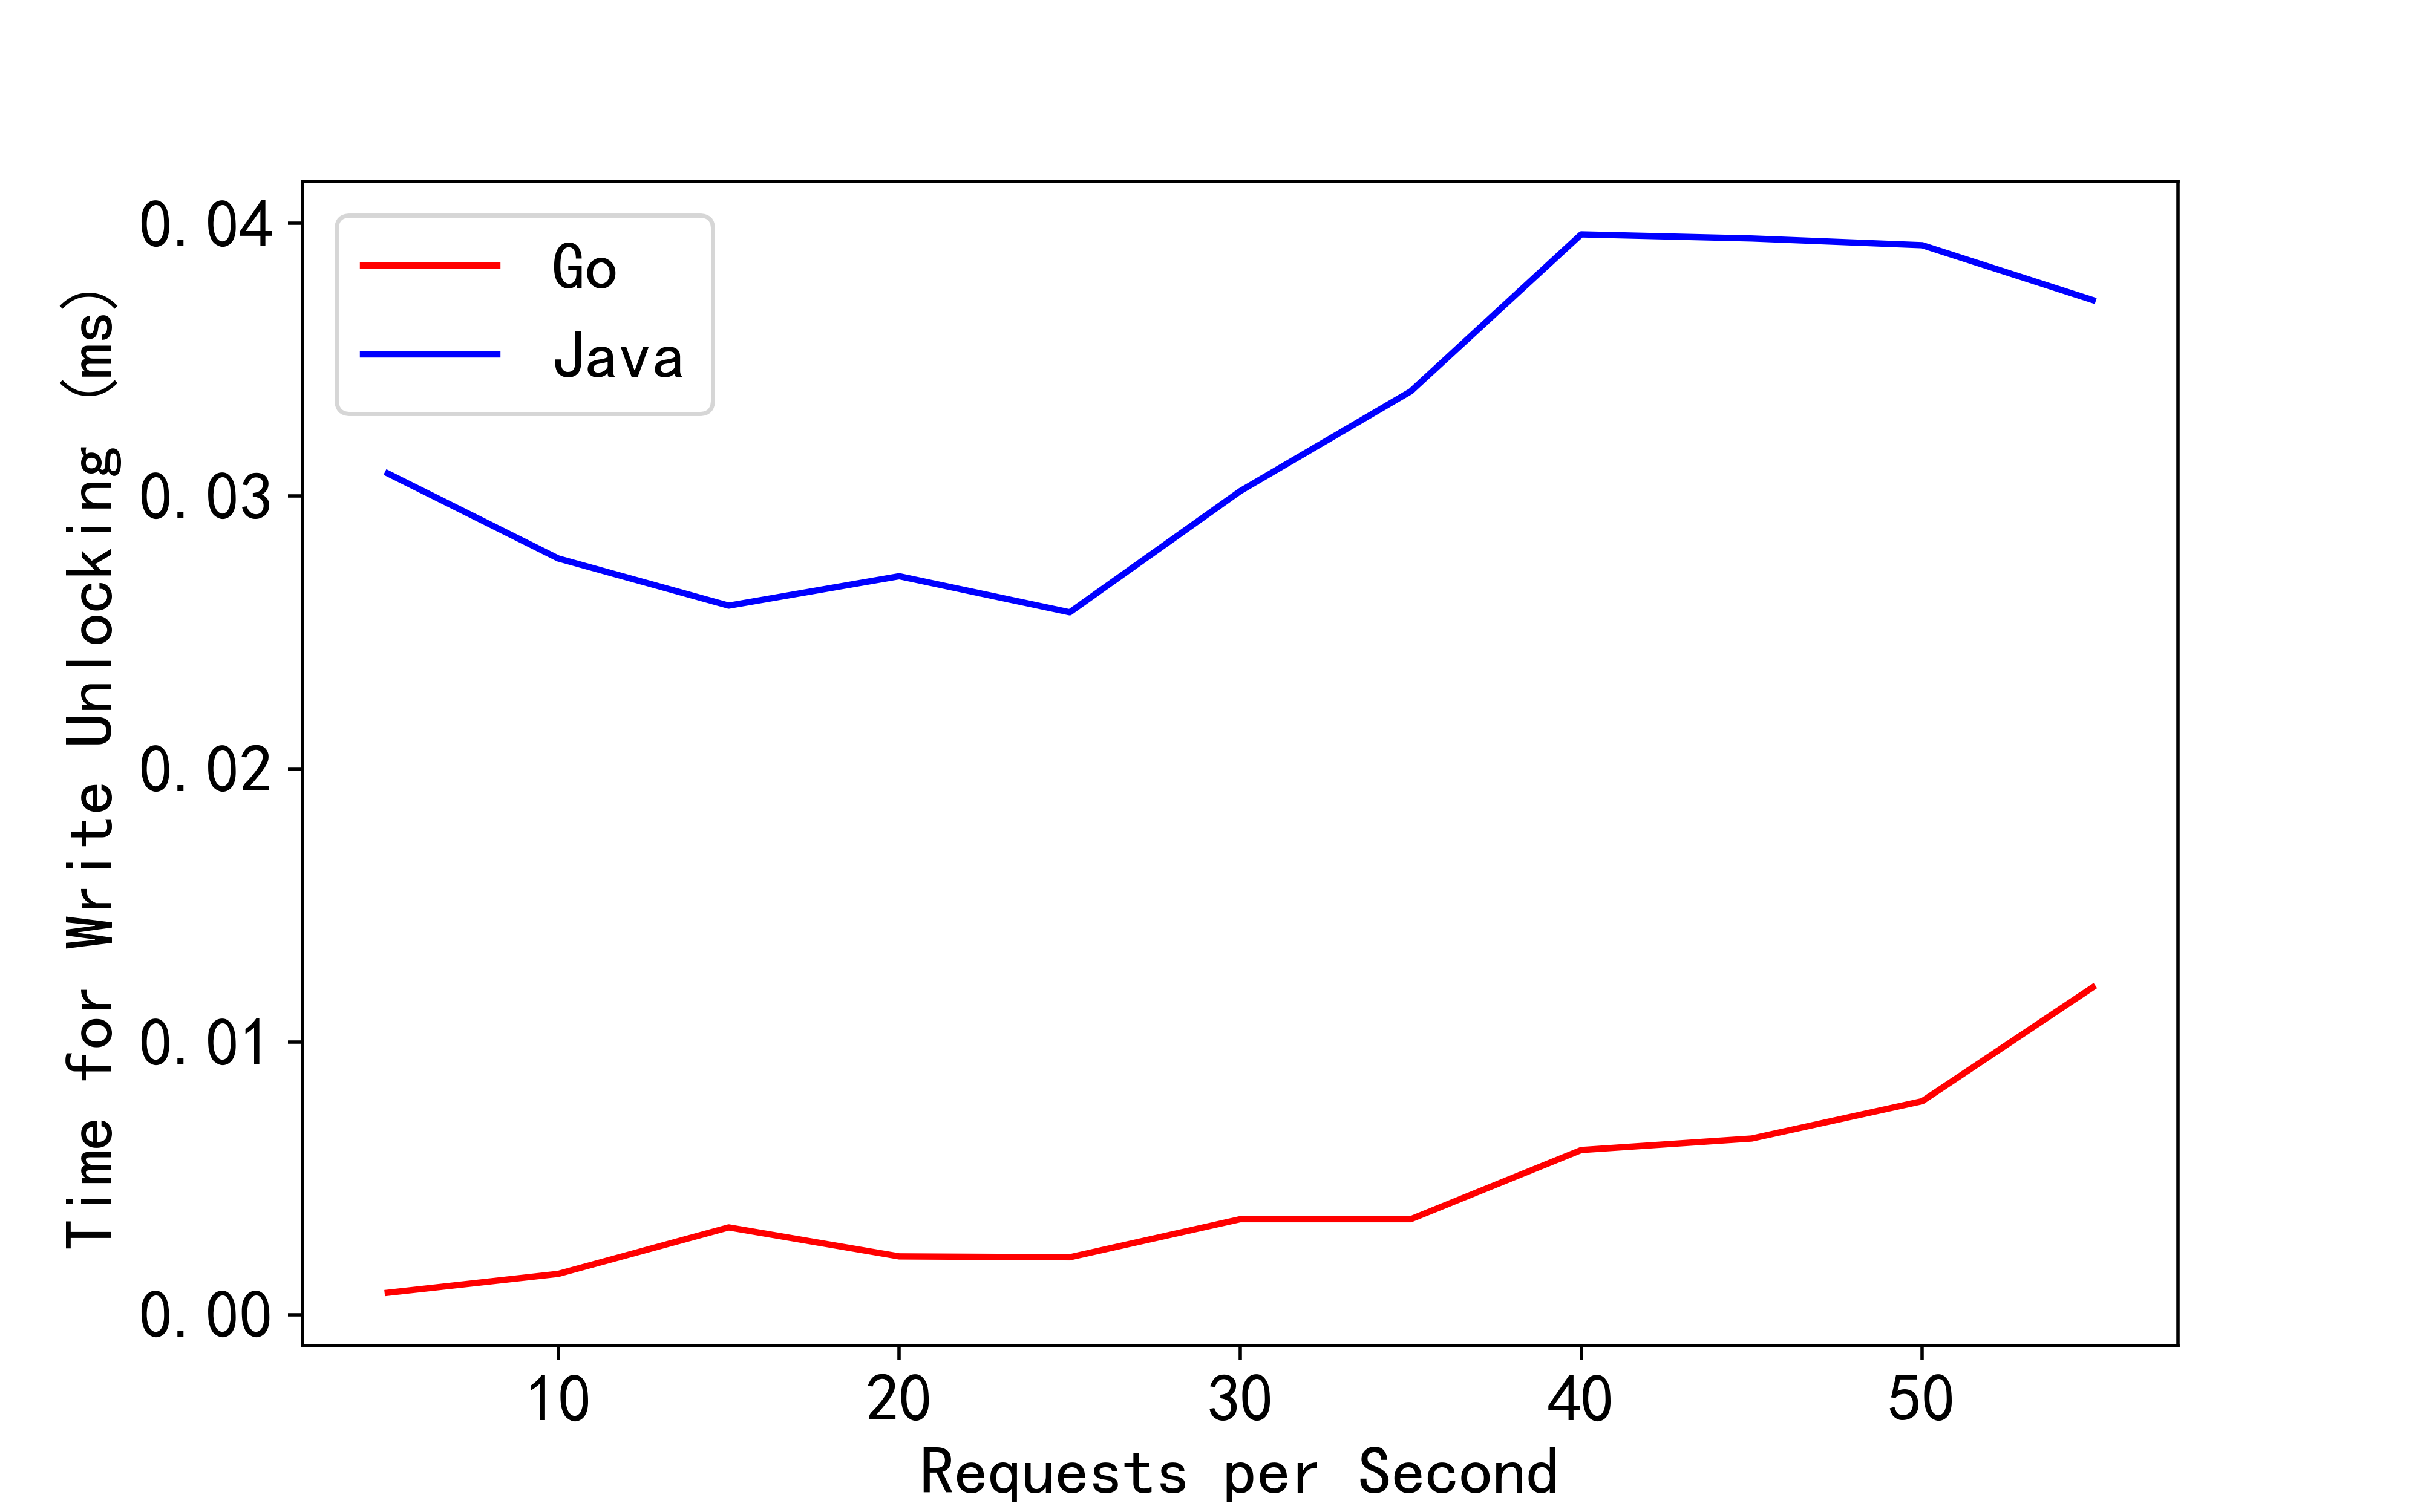 Go
Java
Time for Write Unlocking (ms)
0.04
0.03
0.02
0.01
0.00
10 20 30 40 50
Requests per Second